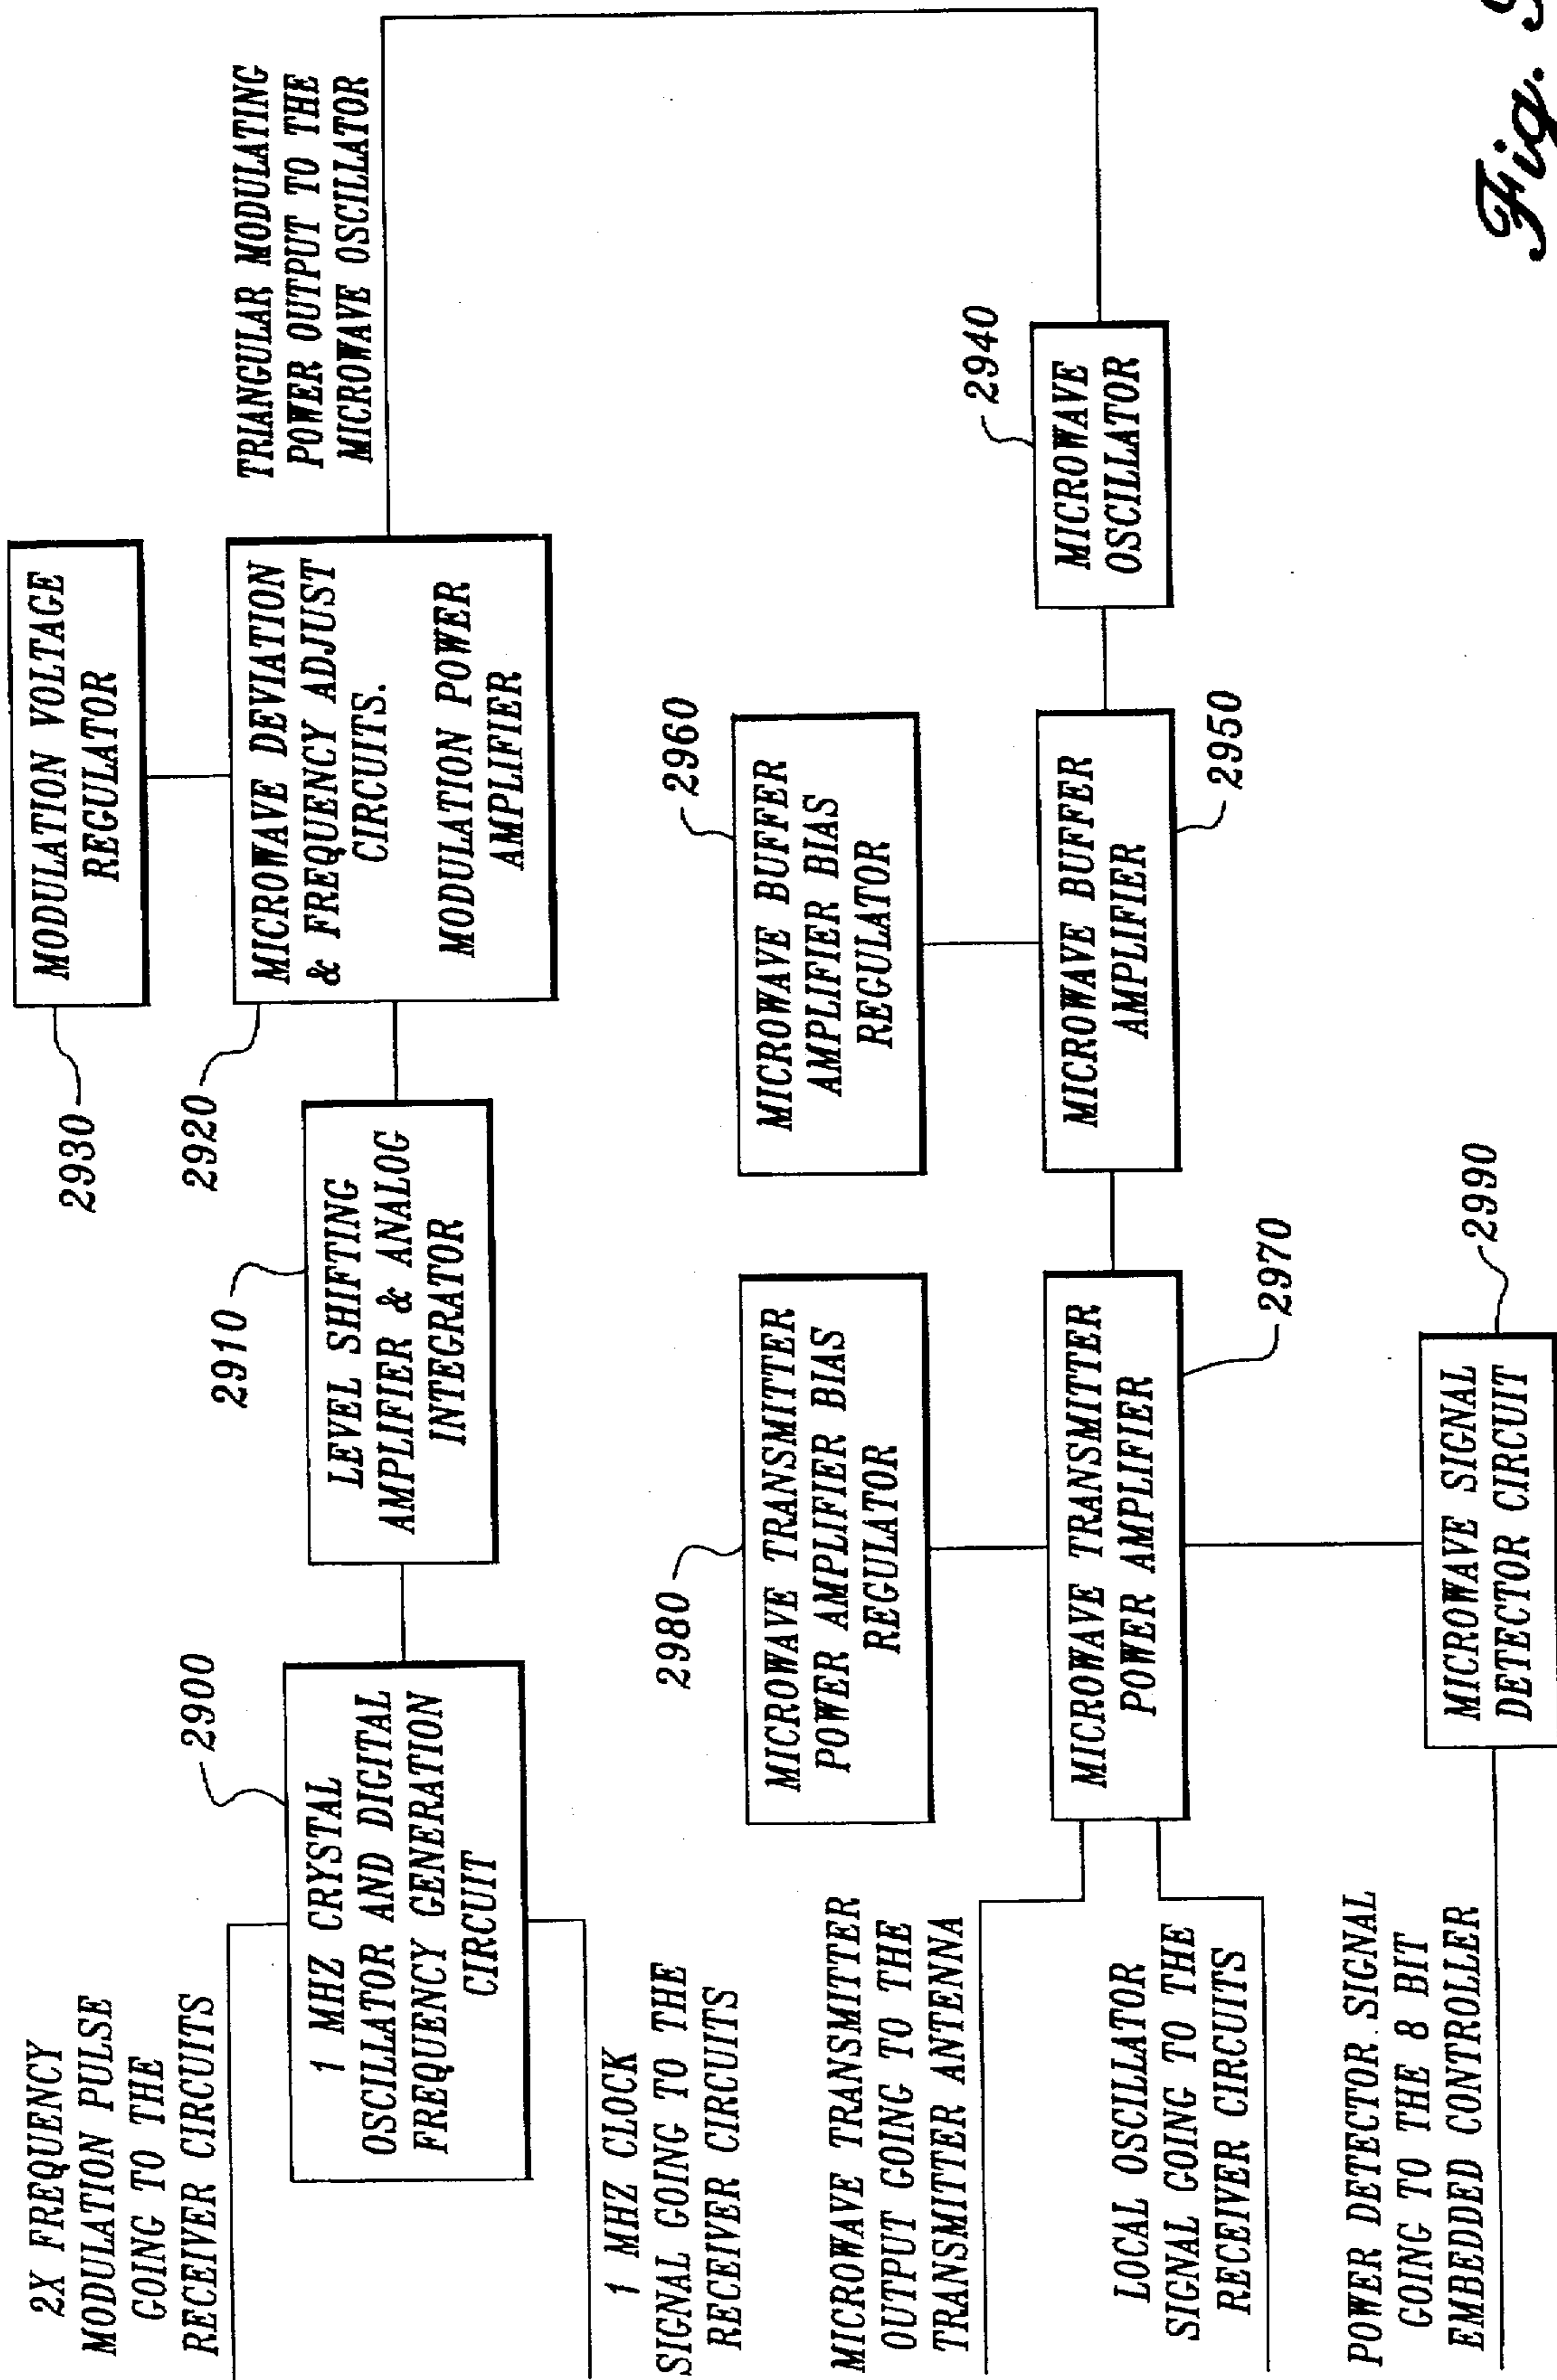 2X FREQUENCY
MODULATION PULSE
GOING TO THE
RECEIVER CIRCUITS
2900
1 MHZ CRYSTAL
OSCILLATOR AND DIGITAL
FREQUENCY GENERATION
CIRCUIT
1 MHZ CLOCK
SIGNAL GOING TO THE
RECEIVER CIRCUITS
2910
LEVEL SHIFTING
AMPLIFIER & ANALOG
INTEGRATOR
2930
MODULATION VOLTAGE
REGULATOR
2920
MICROWAVE DEVIATION
& FREQUENCY ADJUST
CIRCUITS.
MODULATION POWER
AMPLIFIER
TRIANGULAR MODULATING
POWER OUTPUT TO THE
MICROWAVE OSCILLATOR
MICROWAVE TRANSMITTER
OUTPUT GOING TO THE
TRANSMITTER ANTENNA
LOCAL OSCILLATOR
SIGNAL GOING TO THE
RECEIVER CIRCUITS
2980
MICROWAVE TRANSMITTER
POWER AMPLIFIER BIAS
REGULATOR
MICROWAVE TRANSMITTER
POWER AMPLIFIER
2970
2960
MICROWAVE BUFFER
AMPLIFIER BIAS
REGULATOR
MICROWAVE BUFFER
AMPLIFIER
2950
2940
MICROWAVE
OSCILLATOR
POWER DETECTOR SIGNAL
GOING TO THE 8 BIT
EMBEDDED CONTROLLER
MICROWAVE SIGNAL
DETECTOR CIRCUIT
2990
Fig.